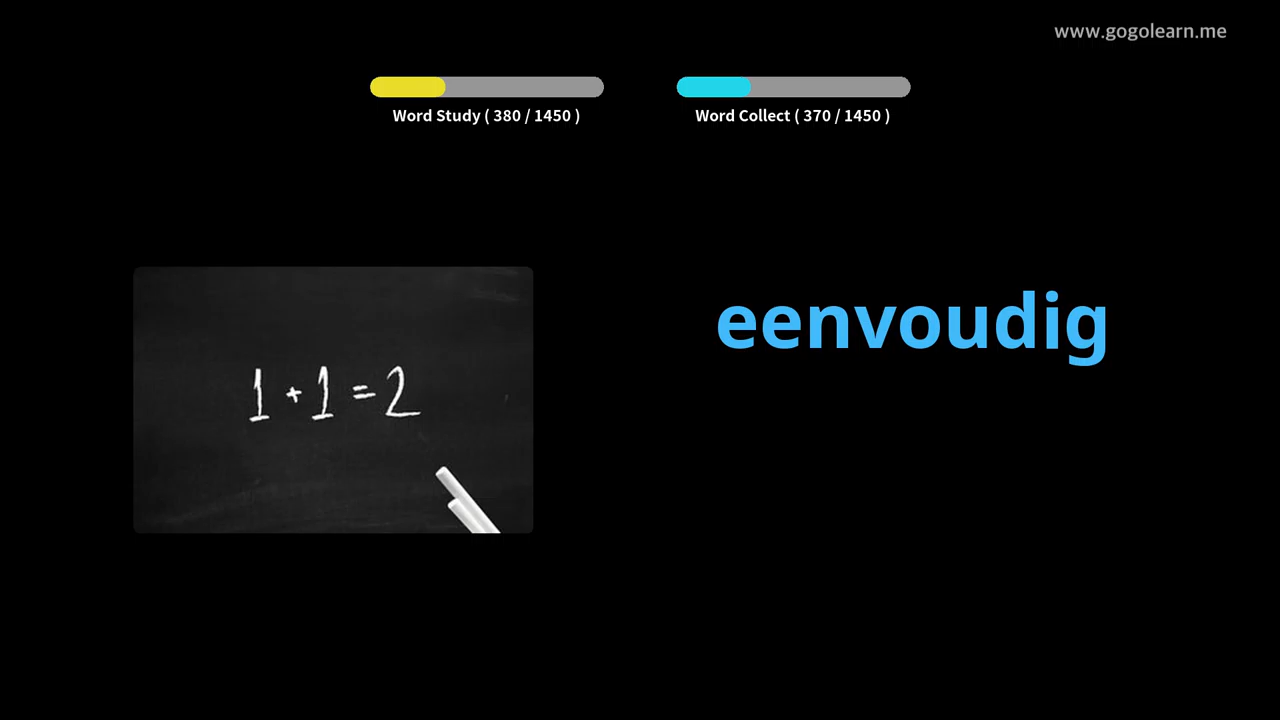 www.gogolearn.me
Word Study ( 380 / 1450 )
Word Collect ( 370 / 1450 )
eenvoudig
1 + 1 = 2